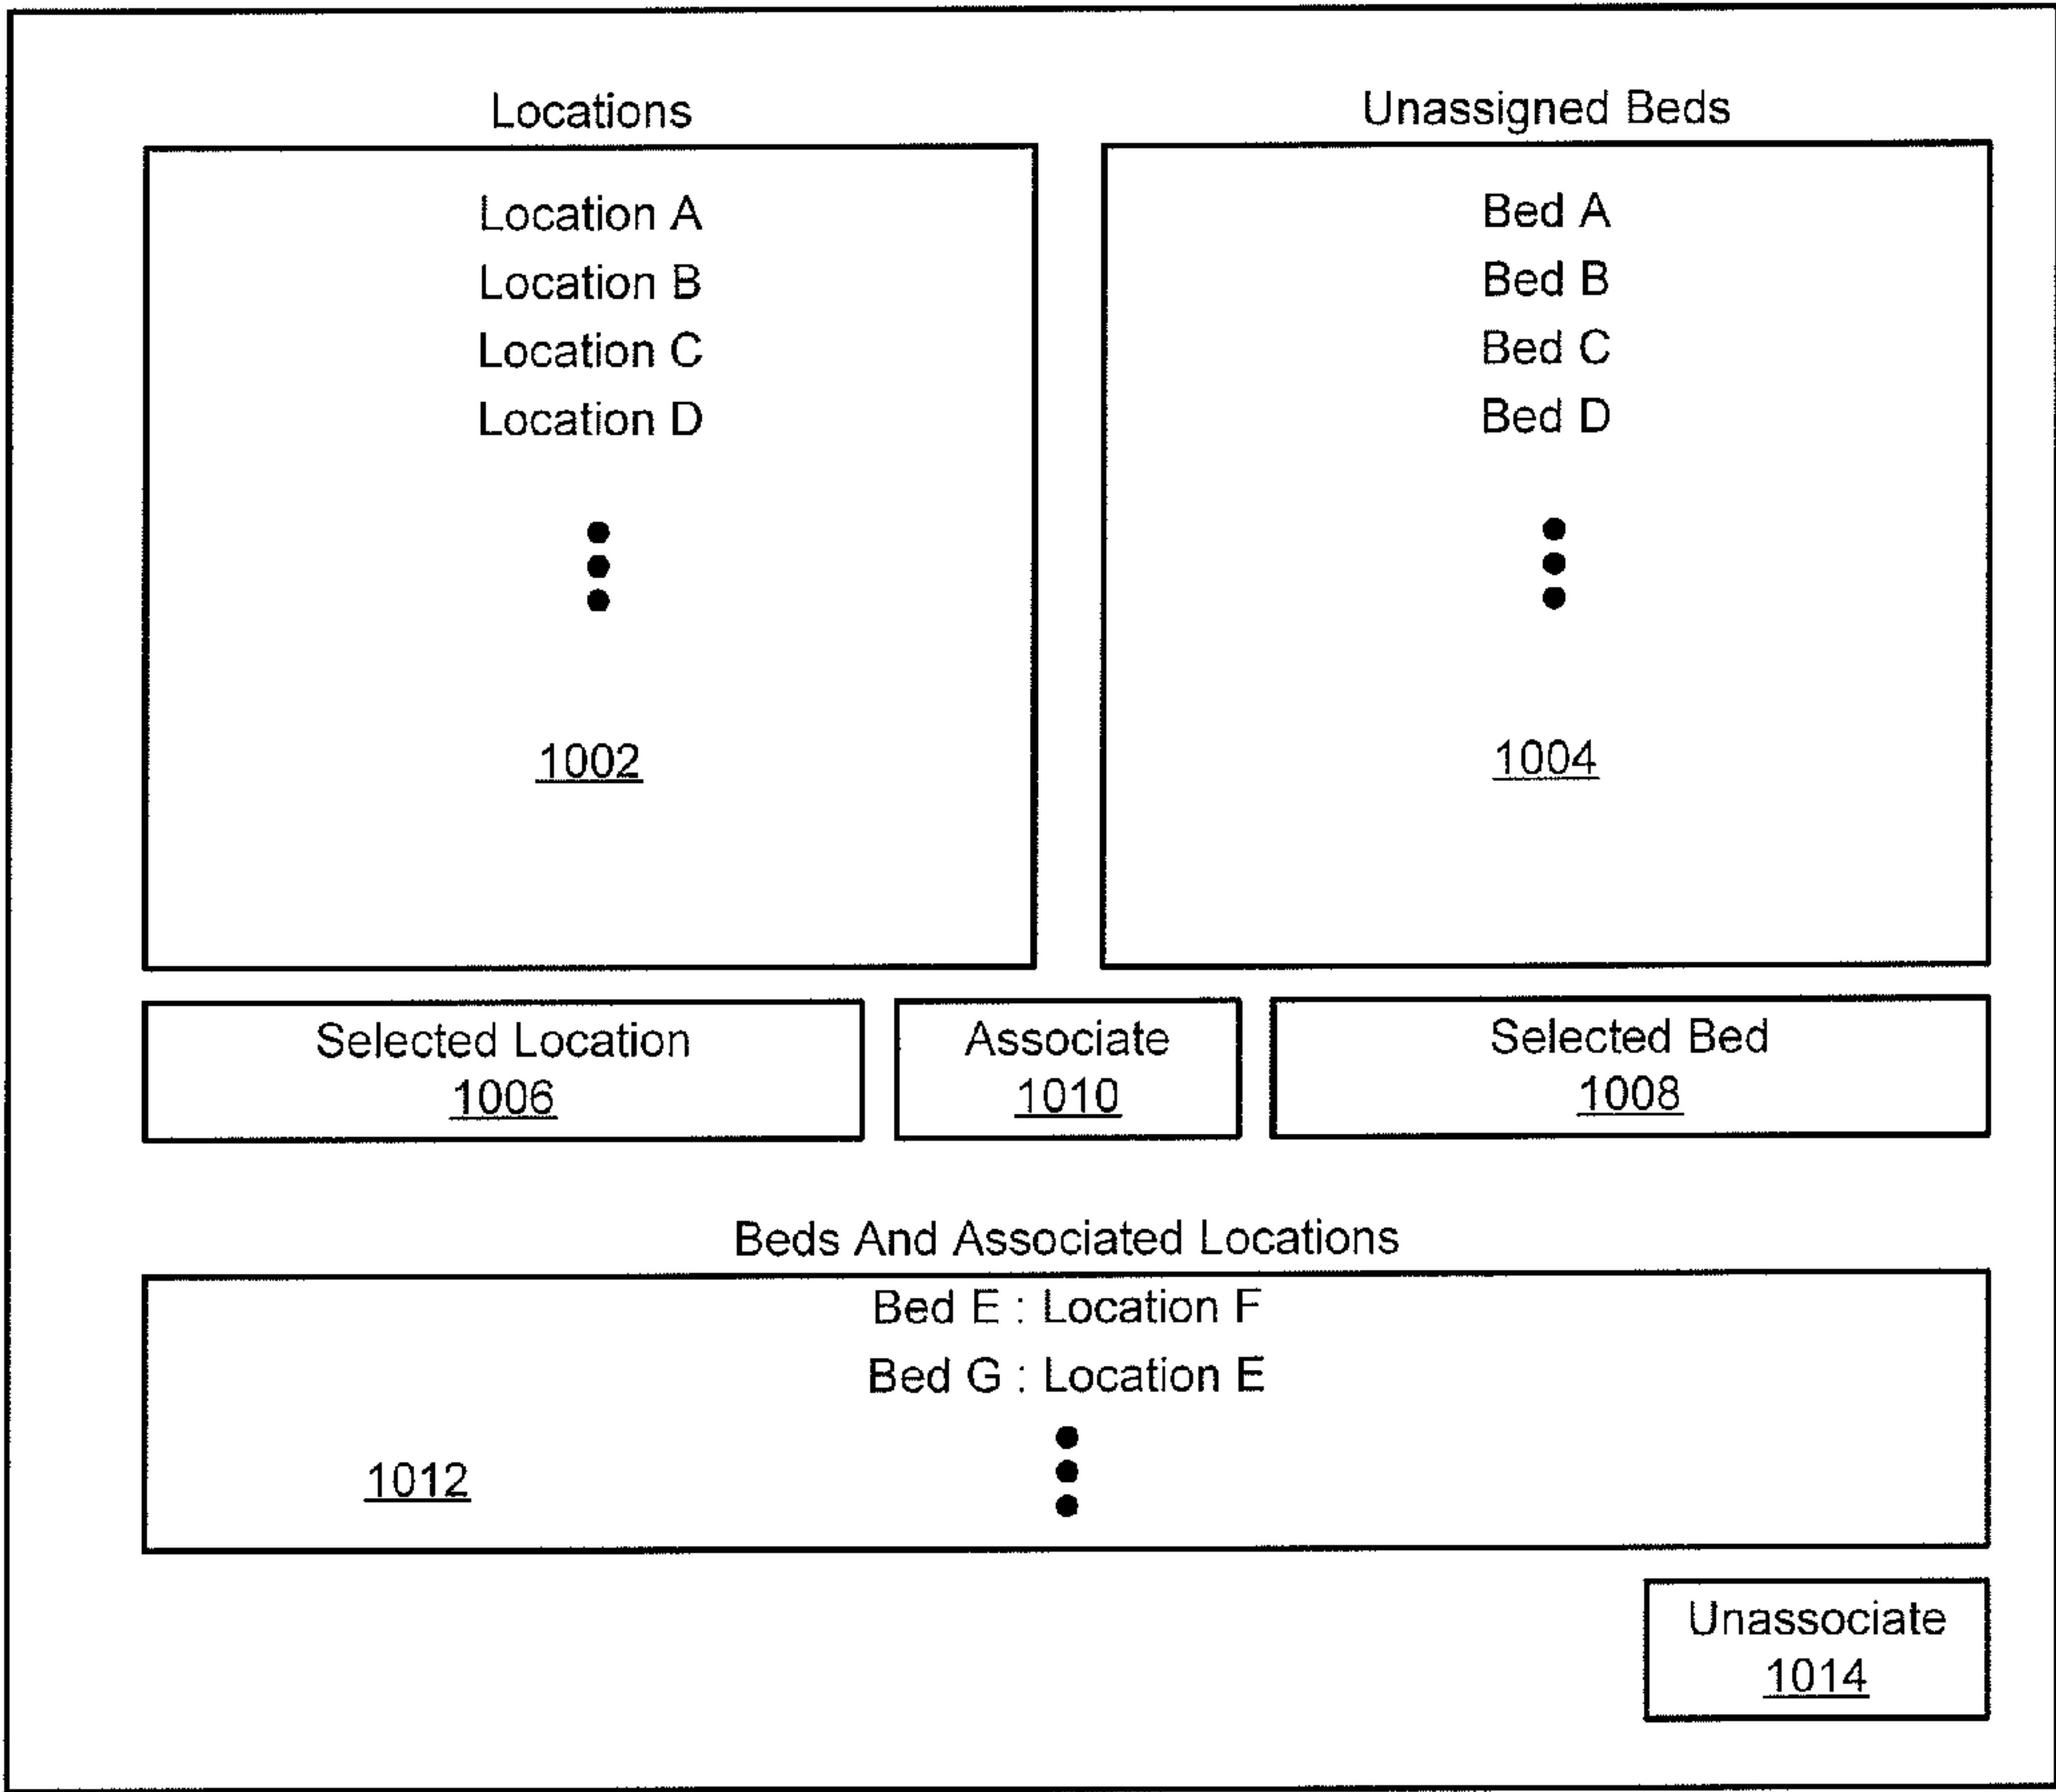 Locations
Location A
Location B
Location C
Location D
1002
Unassigned Beds
Bed A
Bed B
Bed C
Bed D
1004
Selected Location
1006
Associate
1010
Selected Bed
1008
Beds And Associated Locations
Bed E : Location F
Bed G : Location E
1012
Unassociate
1014